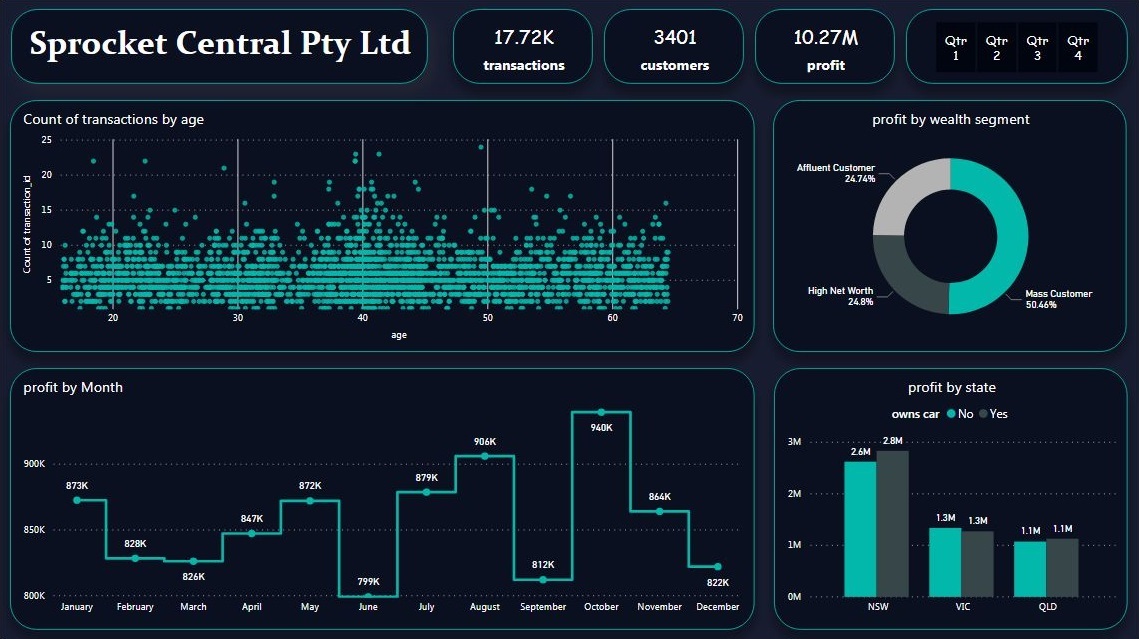 Sprocket Central Pty Ltd
17.72K
transactions
3401
customers
10.27M
profit
Qtr
1
Qtr
2
Qtr
3
Qtr
4
Count of transactions by age
Count of transaction_id
25
20
15
10
5
20
30
40
50
60
70
age
profit by wealth segment
Affluent Customer
24.74%
High Net Worth
24.8%
Mass Customer
50.46%
profit by Month
900K
850K
800K
873K
828K
826K
847K
872K
799K
879K
906K
812K
940K
864K
822K
January
February
March
April
May
June
July
August
September
October
November
December
profit by state
owns car No Yes
3M
2M
1M
0M
2.6M
2.8M
1.3M
1.3M
1.1M
1.1M
NSW
VIC
QLD